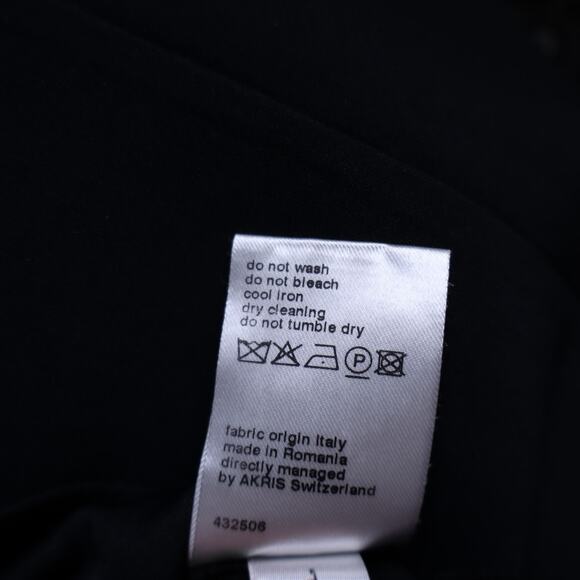 do not wash
do not bleach
cool iron
dry cleaning
do not tumble dry
P
fabric origin Italy
made in Romania
directly managed
by AKRIS Switzerland
432506